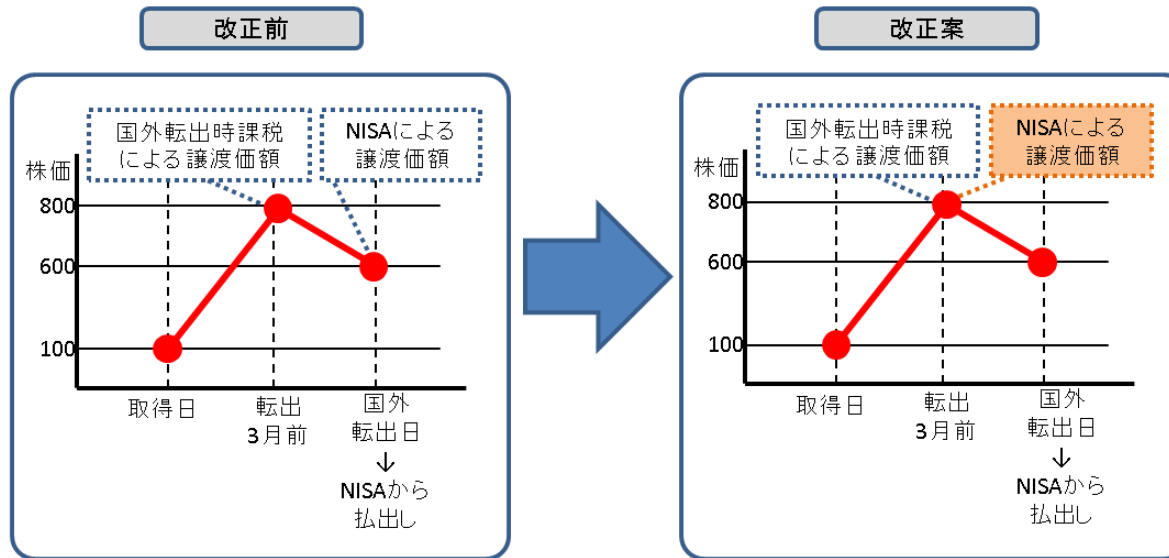 改正前
国外転出時課税
による譲渡価額
NISAによる
譲渡価額
株価
800
600
100
取得日
転出
3月前
国外
転出日
↓
NISAから
払出し
改正案
国外転出時課税
による譲渡価額
NISAによる
譲渡価額
株価
800
600
100
取得日
転出
3月前
国外
転出日
↓
NISAから
払出し